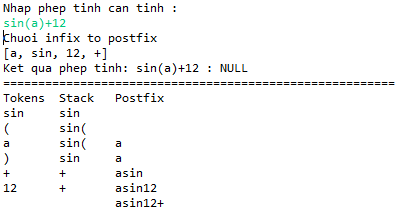 Nhap phep tinh can tinh :
sin(a)+12
Chuoi infix to postfix
[a, sin, 12, +]
Ket qua phep tinh: sin(a)+12 : NULL
========================================================
Tokens  Stack   Postfix
sin     sin
(       sin(
a       sin(    a
)       sin     a
+       +       asin
12      +       asin12
                asin12+